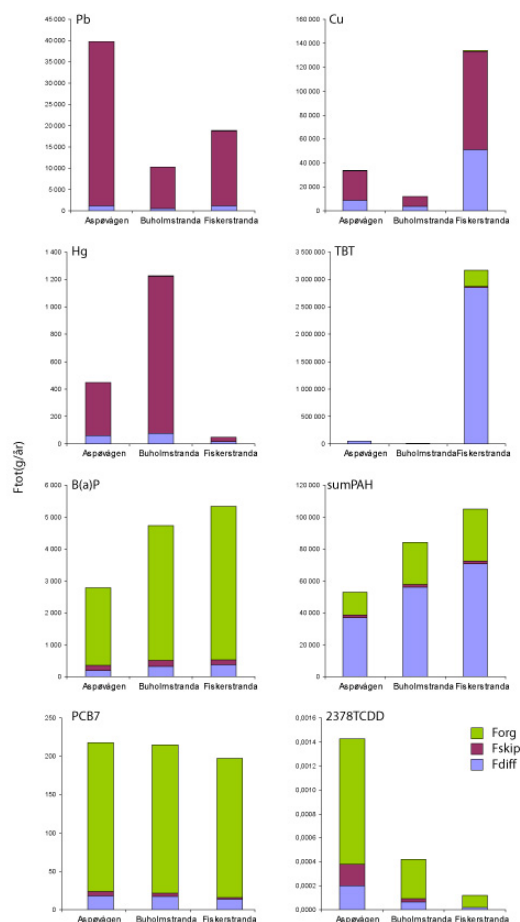 Pb
45 000
40 000
35 000
30 000
25 000
20 000
15 000
10 000
5 000
0
Aspøvågen Buholmstranda Fiskerstranda
Cu
160 000
140 000
120 000
100 000
80 000
60 000
40 000
20 000
0
Aspøvågen Buholmstranda Fiskerstranda
Hg
1 400
1 200
1 000
800
600
400
200
0
Aspøvågen Buholmstranda Fiskerstranda
TBT
3 500 000
3 000 000
2 500 000
2 000 000
1 500 000
1 000 000
500 000
0
Aspøvågen Buholmstranda Fiskerstranda
Ftot(g/år)
B(a)P
6 000
5 000
4 000
3 000
2 000
1 000
0
Aspøvågen Buholmstranda Fiskerstranda
sumPAH
120 000
100 000
80 000
60 000
40 000
20 000
0
Aspøvågen Buholmstranda Fiskerstranda
PCB7
250
200
150
100
50
0
Aspøvågen Buholmstranda Fiskerstranda
2378TCDD
0,0016
0,0014
0,0012
0,0010
0,0008
0,0006
0,0004
0,0002
0,0000
Aspøvågen Buholmstranda Fiskerstranda
Forg
Fskip
Fdiff